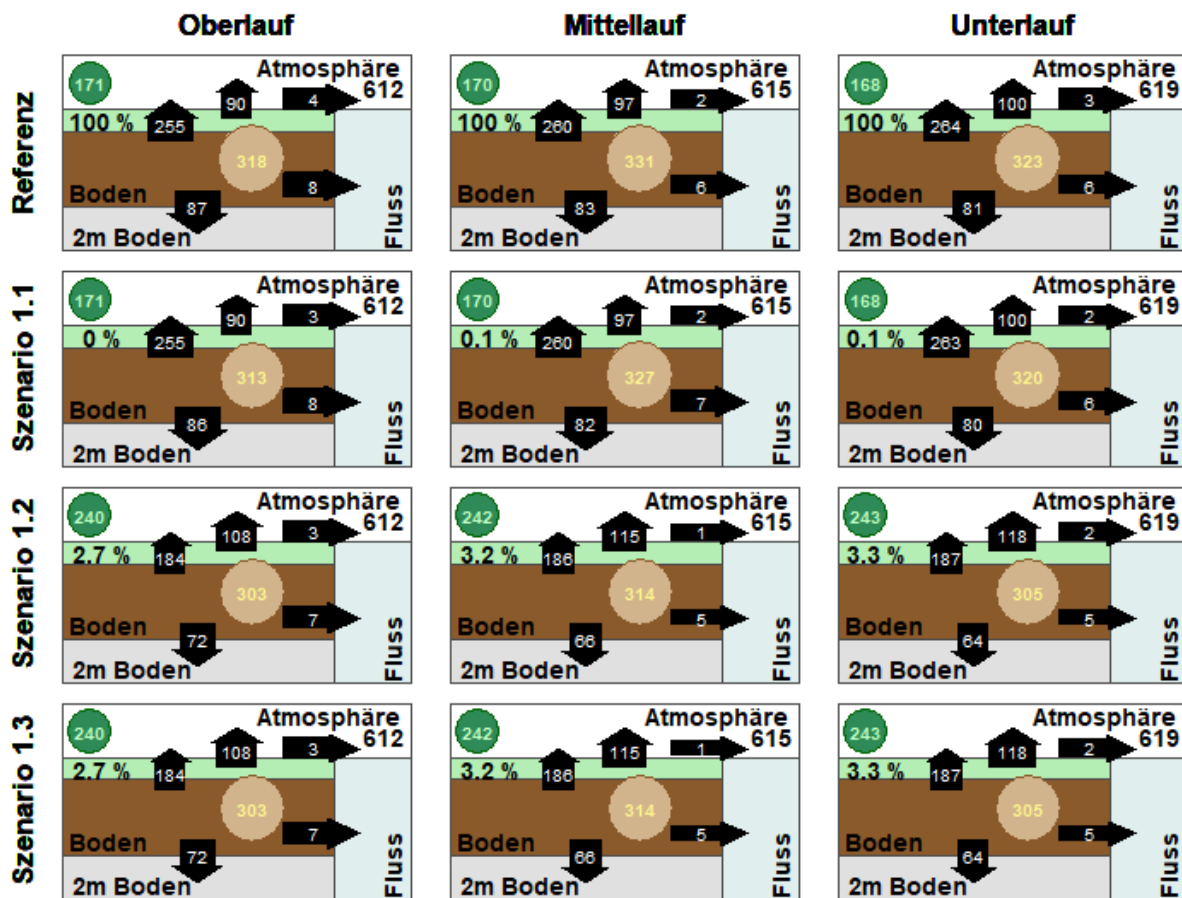 Oberlauf Mittellauf Unterlauf
Referenz
171 90 Atmosphäre 612 4
100 % 255 318
Boden 8
87
2m Boden Fluss
170 97 Atmosphäre 615 2
100 % 260 331
Boden 6
83
2m Boden Fluss
168 100 Atmosphäre 619 3
100 % 264 323
Boden 6
81
2m Boden Fluss
Szenario 1.1
171 90 Atmosphäre 612 3
0 % 255 313
Boden 8
86
2m Boden Fluss
170 97 Atmosphäre 615 2
0.1 % 260 327
Boden 7
82
2m Boden Fluss
168 100 Atmosphäre 619 2
0.1 % 263 320
Boden 6
80
2m Boden Fluss
Szenario 1.2
240 108 Atmosphäre 612 3
2.7 % 184 303
Boden 7
72
2m Boden Fluss
242 115 Atmosphäre 615 1
3.2 % 186 314
Boden 5
66
2m Boden Fluss
243 118 Atmosphäre 619 2
3.3 % 187 305
Boden 5
64
2m Boden Fluss
Szenario 1.3
240 108 Atmosphäre 612 3
2.7 % 184 303
Boden 7
72
2m Boden Fluss
242 115 Atmosphäre 615 1
3.2 % 186 314
Boden 5
66
2m Boden Fluss
243 118 Atmosphäre 619 2
3.3 % 187 305
Boden 5
64
2m Boden Fluss